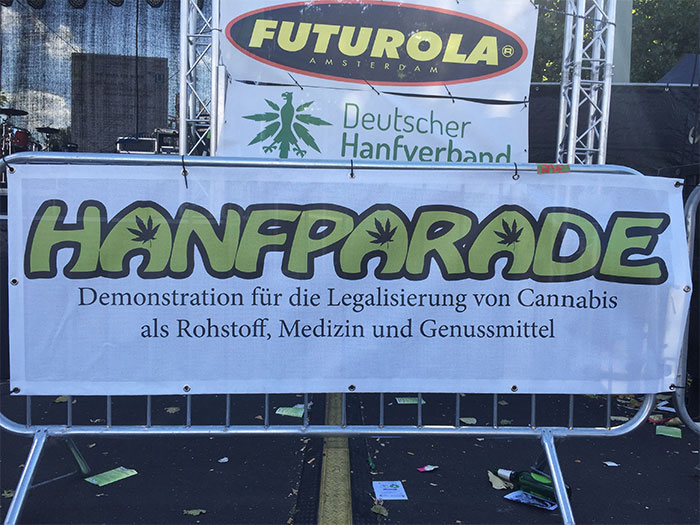 FUTUROLA®
AMSTERDAM
Deutscher
Hanfverband
HANFPARADE
Demonstration für die Legalisierung von Cannabis
als Rohstoff, Medizin und Genussmittel